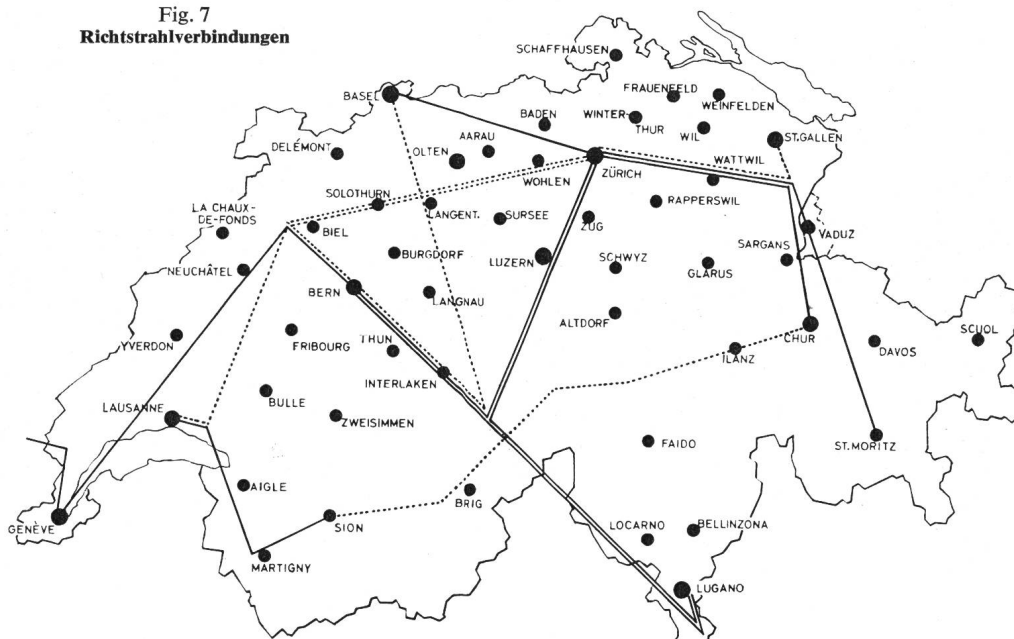 Fig. 7
Richtstrahlverbindungen
SCHAFFHAUSEN
BASEL
FRAUENFELD
WEINFELDEN
BADEN
WINTER-
THUR
WIL
ST.GALLEN
DELÉMONT
OLTEN
AARAU
WOHLEN
ZÜRICH
WATTWIL
SOLOTHURN
LANGENT.
SURSEE
ZUG
RAPPERSWIL
LA CHAUX-
DE-FONDS
BIEL
VADUZ
NEUCHÂTEL
BURGDORF
LUZERN
SCHWYZ
GLARUS
SARGANS
BERN
LANGNAU
ALTDORF
YVERDON
FRIBOURG
THUN
ILANZ
CHUR
DAVOS
SCUOL
INTERLAKEN
BULLE
LAUSANNE
ZWEISIMMEN
FAIDO
ST.MORITZ
AIGLE
BRIG
GENÈVE
SION
LOCARNO
BELLINZONA
MARTIGNY
LUGANO